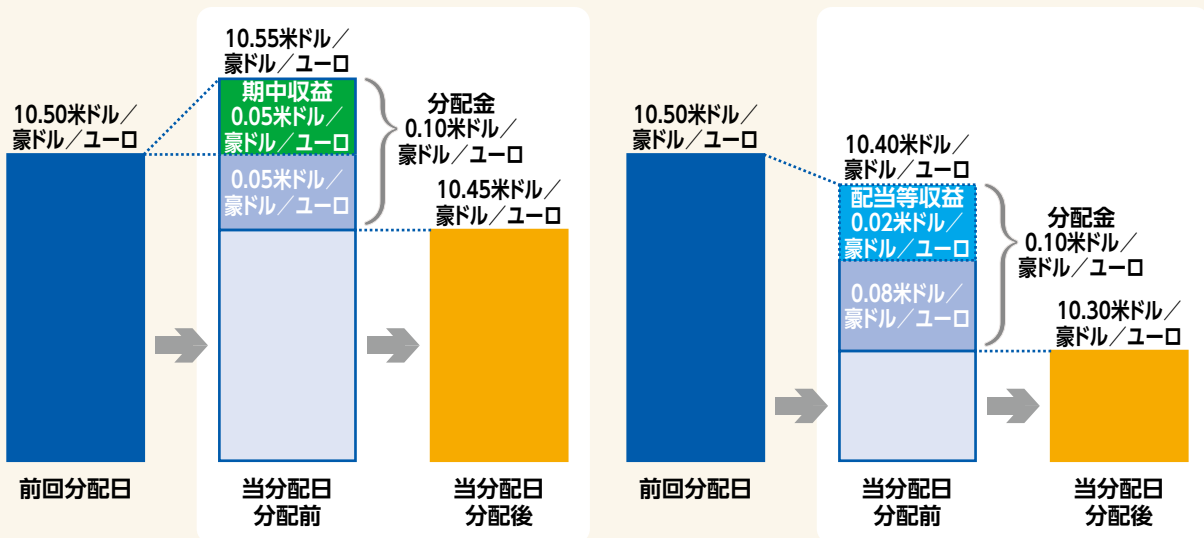 10.50米ドル／
豪ドル／ユーロ
前回分配日
10.55米ドル／
豪ドル／ユーロ
期中収益
0.05米ドル／
豪ドル／ユーロ
0.05米ドル／
豪ドル／ユーロ
当分配日
分配前
分配金
0.10米ドル／
豪ドル／ユーロ
10.45米ドル／
豪ドル／ユーロ
当分配日
分配後
10.50米ドル／
豪ドル／ユーロ
前回分配日
10.40米ドル／
豪ドル／ユーロ
配当等収益
0.02米ドル／
豪ドル／ユーロ
0.08米ドル／
豪ドル／ユーロ
当分配日
分配前
分配金
0.10米ドル／
豪ドル／ユーロ
10.30米ドル／
豪ドル／ユーロ
当分配日
分配後